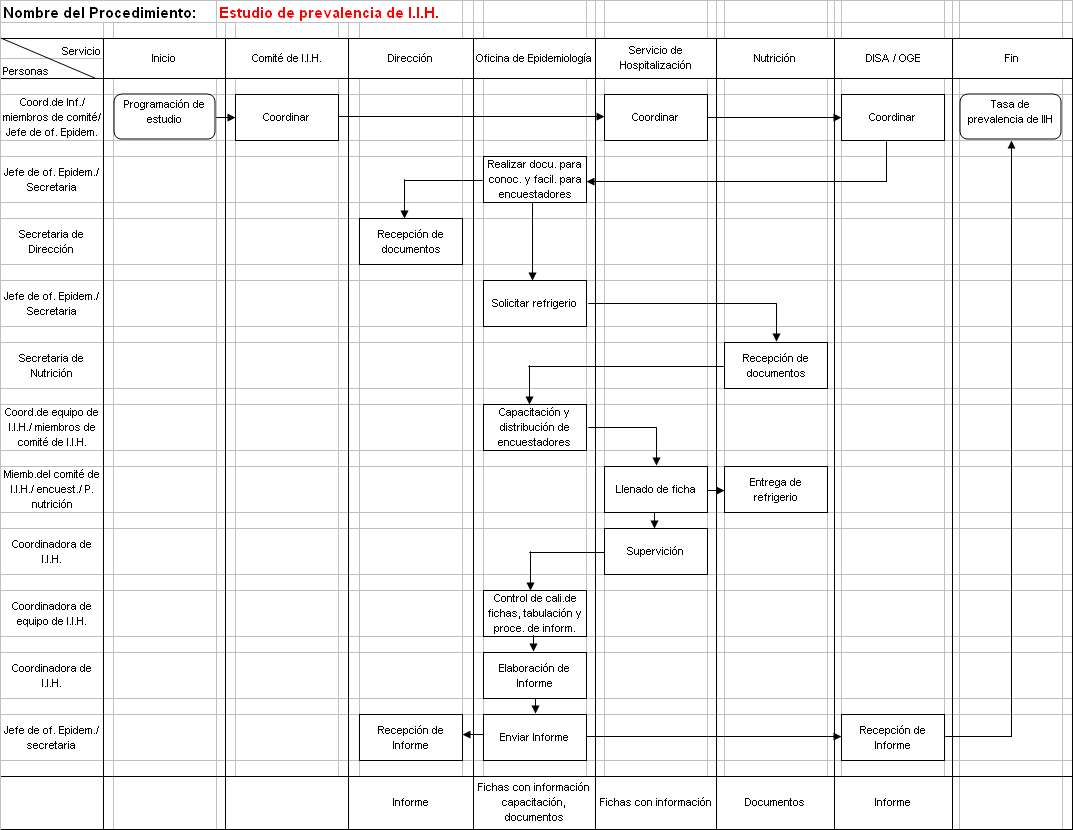 Nombre del Procedimiento: Estudio de prevalencia de I.I.H.
Servicio
Personas
Inicio
Comité de I.I.H.
Dirección
Oficina de Epidemiología
Servicio de
Hospitalización
Nutrición
DISA / OGE
Fin
Coord.de Inf./
miembros de comité/
Jefe de of. Epidem.
Programación de
estudio
Coordinar
Coordinar
Coordinar
Tasa de
prevalencia de IIH
Jefe de of. Epidem./
Secretaria
Realizar docu. para
conoc. y facil. para
encuestadores
Secretaria de
Dirección
Recepción de
documentos
Jefe de of. Epidem./
Secretaria
Solicitar refrigerio
Secretaria de
Nutrición
Recepción de
documentos
Coord.de equipo de
I.I.H./ miembros de
comité de I.I.H.
Capacitación y
distribución de
encuestadores
Miemb.del comité de
I.I.H./ encuest./ P.
nutrición
Llenado de ficha
Entrega de
refrigerio
Coordinadora de
I.I.H.
Supervición
Coordinadora de
equipo de I.I.H.
Control de cali.de
fichas, tabulación y
proce. de inform.
Coordinadora de
I.I.H.
Elaboración de
Informe
Jefe de of. Epidem./
secretaria
Recepción de
Informe
Enviar Informe
Recepción de
Informe
Informe
Fichas con información
capacitación,
documentos
Fichas con información
Documentos
Informe